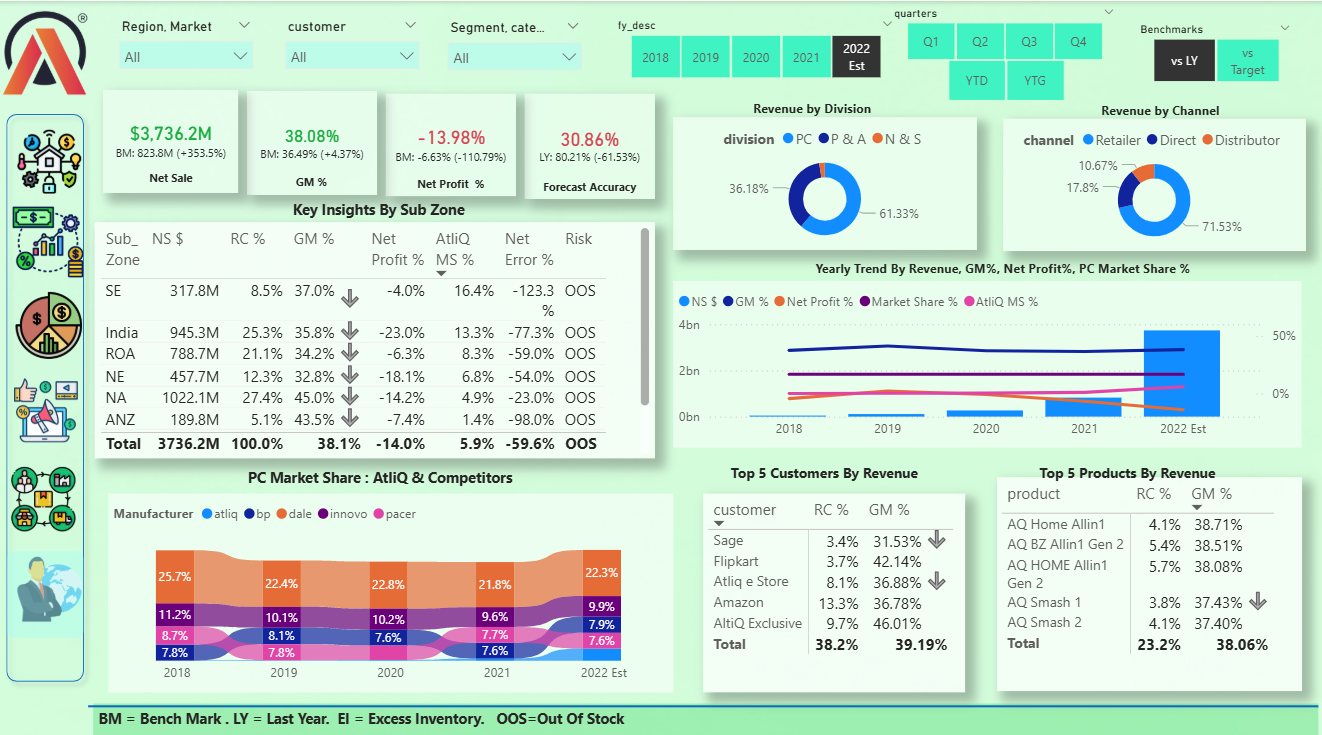 ®
Region, Market
customer
Segment, cate...
fy_desc
quarters
Benchmarks
All
All
All
2018
2019
2020
2021
2022
Est
Q1
Q2
Q3
Q4
YTD
YTG
vs LY
vs
Target
$3,736.2M
BM: 823.8M (+353.5%)
Net Sale
38.08%
BM: 36.49% (+4.37%)
GM %
-13.98%
BM: -6.63% (-110.79%)
Net Profit %
30.86%
LY: 80.21% (-61.53%)
Forecast Accuracy
Revenue by Division
division PC P & A N & S
36.18%
61.33%
Revenue by Channel
channel Retailer Direct Distributor
10.67%
17.8%
71.53%
Key Insights By Sub Zone
Sub_ NS $ RC % GM % Net AtliQ Net Risk
Zone Profit % MS % Error %
SE 317.8M 8.5% 37.0% -4.0% 16.4% -123.3 OOS
%
India 945.3M 25.3% 35.8% -23.0% 13.3% -77.3% OOS
ROA 788.7M 21.1% 34.2% -6.3% 8.3% -59.0% OOS
NE 457.7M 12.3% 32.8% -18.1% 6.8% -54.0% OOS
NA 1022.1M 27.4% 45.0% -14.2% 4.9% -23.0% OOS
ANZ 189.8M 5.1% 43.5% -7.4% 1.4% -98.0% OOS
Total 3736.2M 100.0% 38.1% -14.0% 5.9% -59.6% OOS
Yearly Trend By Revenue, GM%, Net Profit%, PC Market Share %
NS $ GM % Net Profit % Market Share % AtliQ MS %
4bn
2bn
0bn
50%
0%
2018 2019 2020 2021 2022 Est
PC Market Share : AtliQ & Competitors
Manufacturer atliq bp dale innovo pacer
25.7% 22.4% 22.8% 21.8% 22.3%
11.2% 10.1% 10.2% 9.6% 9.9%
8.7% 8.1% 7.6% 7.7% 7.9%
7.8% 7.8% 7.6% 7.6%
2018 2019 2020 2021 2022 Est
Top 5 Customers By Revenue
customer RC % GM %
Sage 3.4% 31.53%
Flipkart 3.7% 42.14%
Atliq e Store 8.1% 36.88%
Amazon 13.3% 36.78%
AltiQ Exclusive 9.7% 46.01%
Total 38.2% 39.19%
Top 5 Products By Revenue
product RC % GM %
AQ Home Allin1 4.1% 38.71%
AQ BZ Allin1 Gen 2 5.4% 38.51%
AQ HOME Allin1 5.7% 38.08%
Gen 2
AQ Smash 1 3.8% 37.43%
AQ Smash 2 4.1% 37.40%
Total 23.2% 38.06%
BM = Bench Mark . LY = Last Year. EI = Excess Inventory. OOS=Out Of Stock